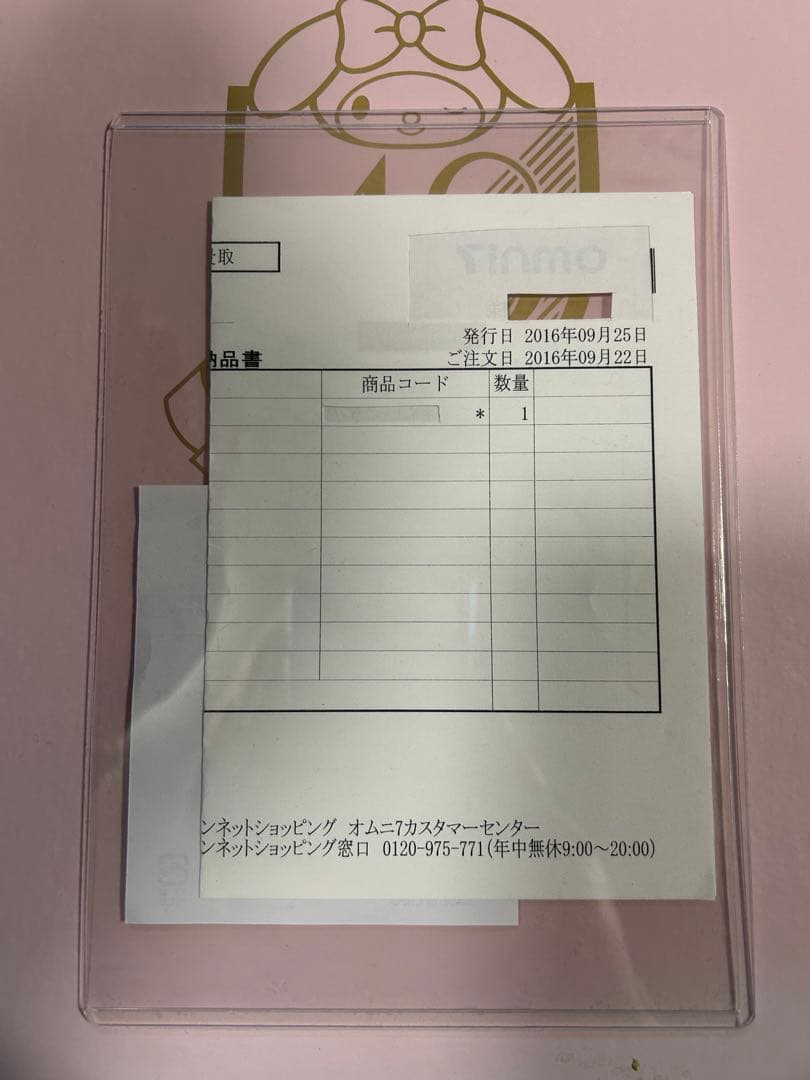 受取
omni7
発行日 2016年09月25日
納品書
ご注文日 2016年09月22日
商品コード 数量
* 1
ンネットショッピング オムニ7カスタマーセンター
ンネットショッピング窓口 0120-975-771(年中無休9:00~20:00)